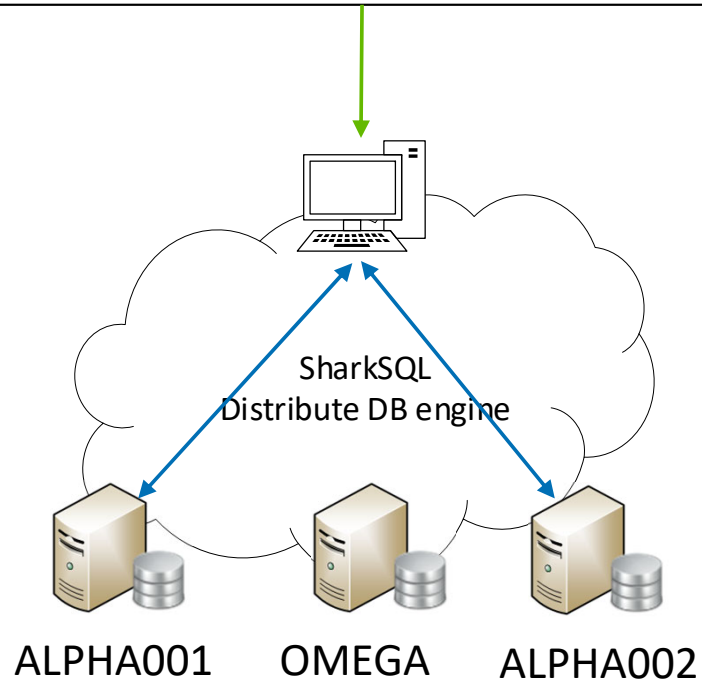 SharkSQL
Distribute DB engine
ALPHA001
OMEGA
ALPHA002